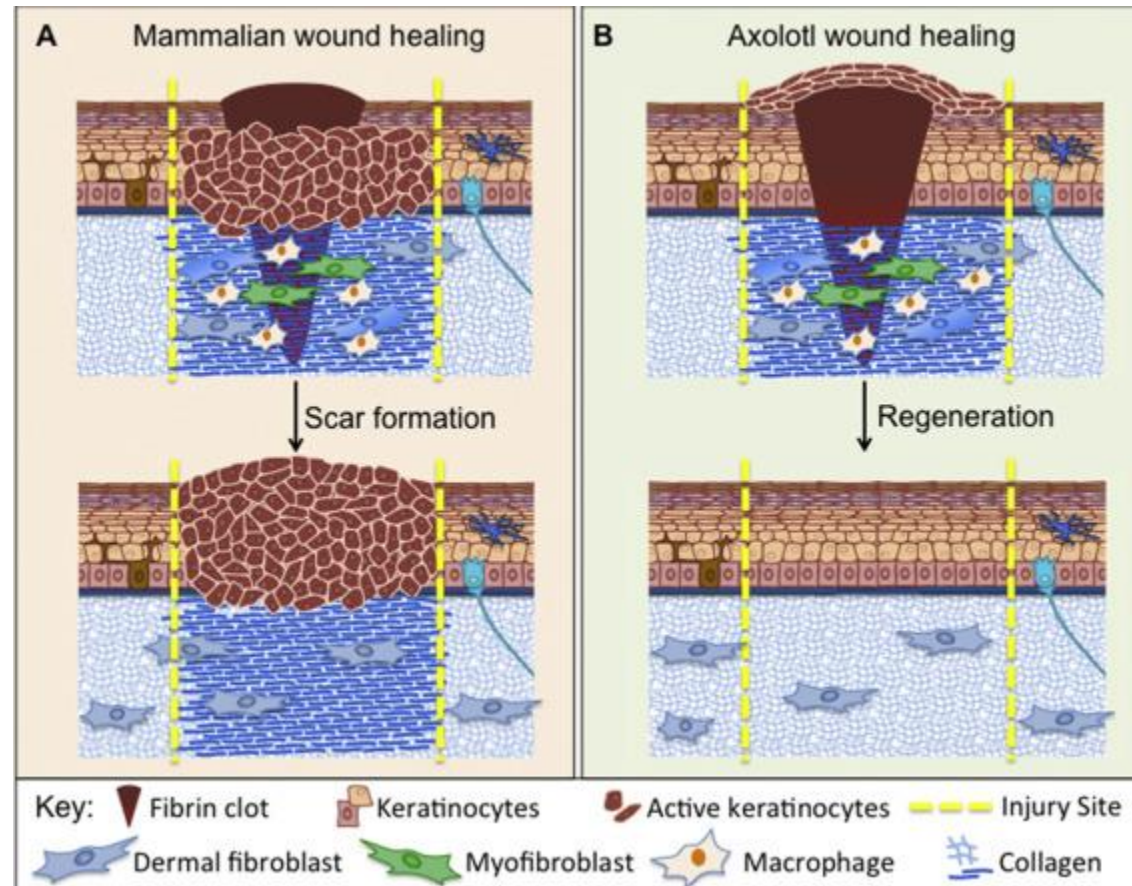 A Mammalian wound healing
Scar formation
B Axolotl wound healing
Regeneration
Key: Fibrin clot Keratinocytes Active keratinocytes Injury Site
Dermal fibroblast Myofibroblast Macrophage Collagen